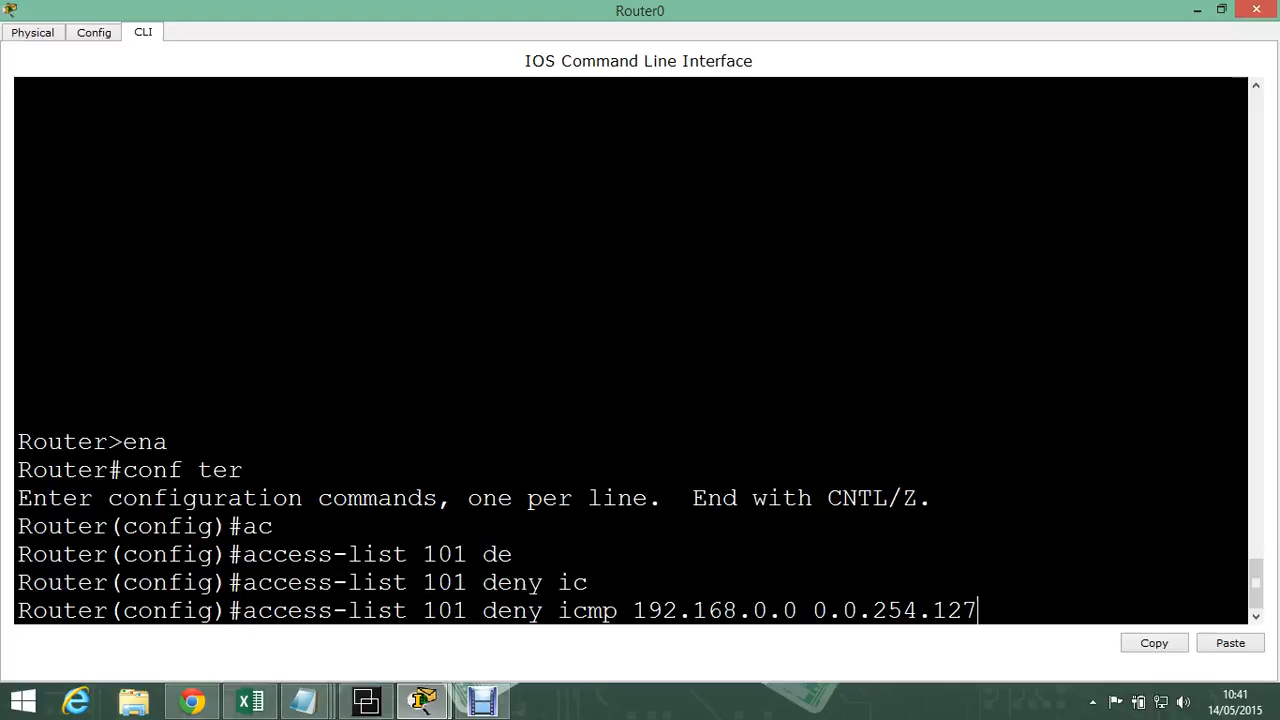 Router0
Physical
Config
CLI
IOS Command Line Interface
Router>ena
Router#conf ter
Enter configuration commands, one per line.  End with CNTL/Z.
Router(config)#ac
Router(config)#access-list 101 de
Router(config)#access-list 101 deny ic
Router(config)#access-list 101 deny icmp 192.168.0.0 0.0.254.127
Copy
Paste
10:41
14/05/2015